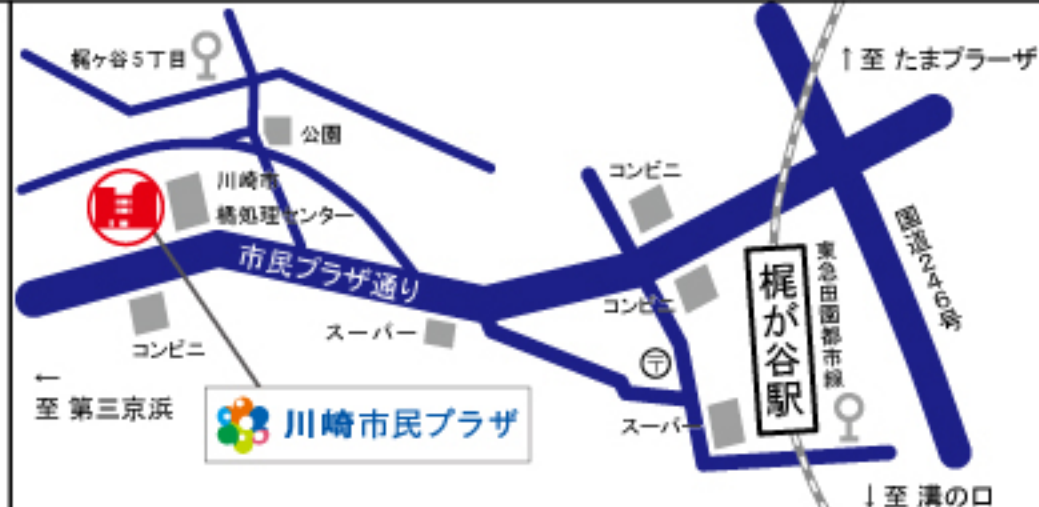 梶ヶ谷5丁目
↑至 たまプラーザ
公園
コンビニ
川崎市
橘処理センター
国道246号
市民プラザ通り
東急田園都市線
梶が谷駅
コンビニ
スーパー
コンビニ
〒
←
至 第三京浜
川崎市民プラザ
スーパー
↓至 溝の口